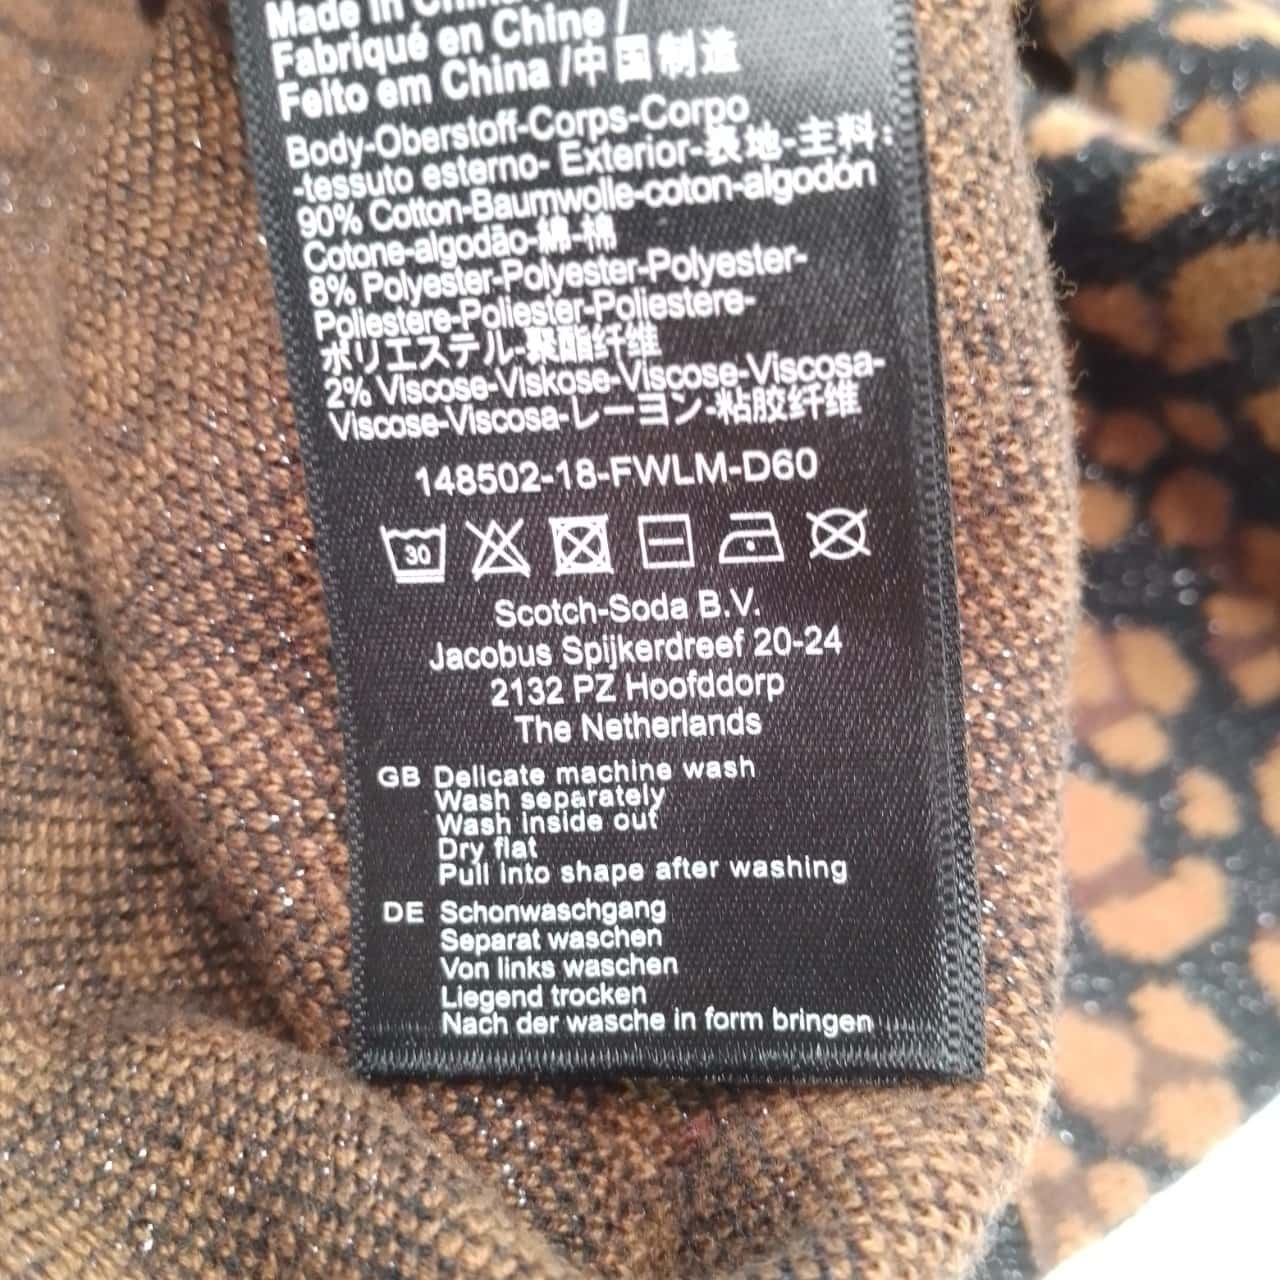 Made in China
Fabriqué en Chine /
Feito em China /中国制造
Body-Oberstoff-Corps-Corpo
-tessuto esterno- Exterior-表地-主料:
90% Cotton-Baumwolle-coton-algodón
Cotone-algodão-綿-棉
8% Polyester-Polyester-Polyester-
Poliestere-Poliester-Poliestere-
ポリエステル-聚酯纤维
2% Viscose-Viskose-Viscose-Viscosa-
Viscose-Viscosa-レーヨン-粘胶纤维
148502-18-FWLM-D60
30
Scotch-Soda B.V.
Jacobus Spijkerdreef 20-24
2132 PZ Hoofddorp
The Netherlands
GB Delicate machine wash
Wash separately
Wash inside out
Dry flat
Pull into shape after washing
DE Schonwaschgang
Separat waschen
Von links waschen
Liegend trocken
Nach der wasche in form bringen